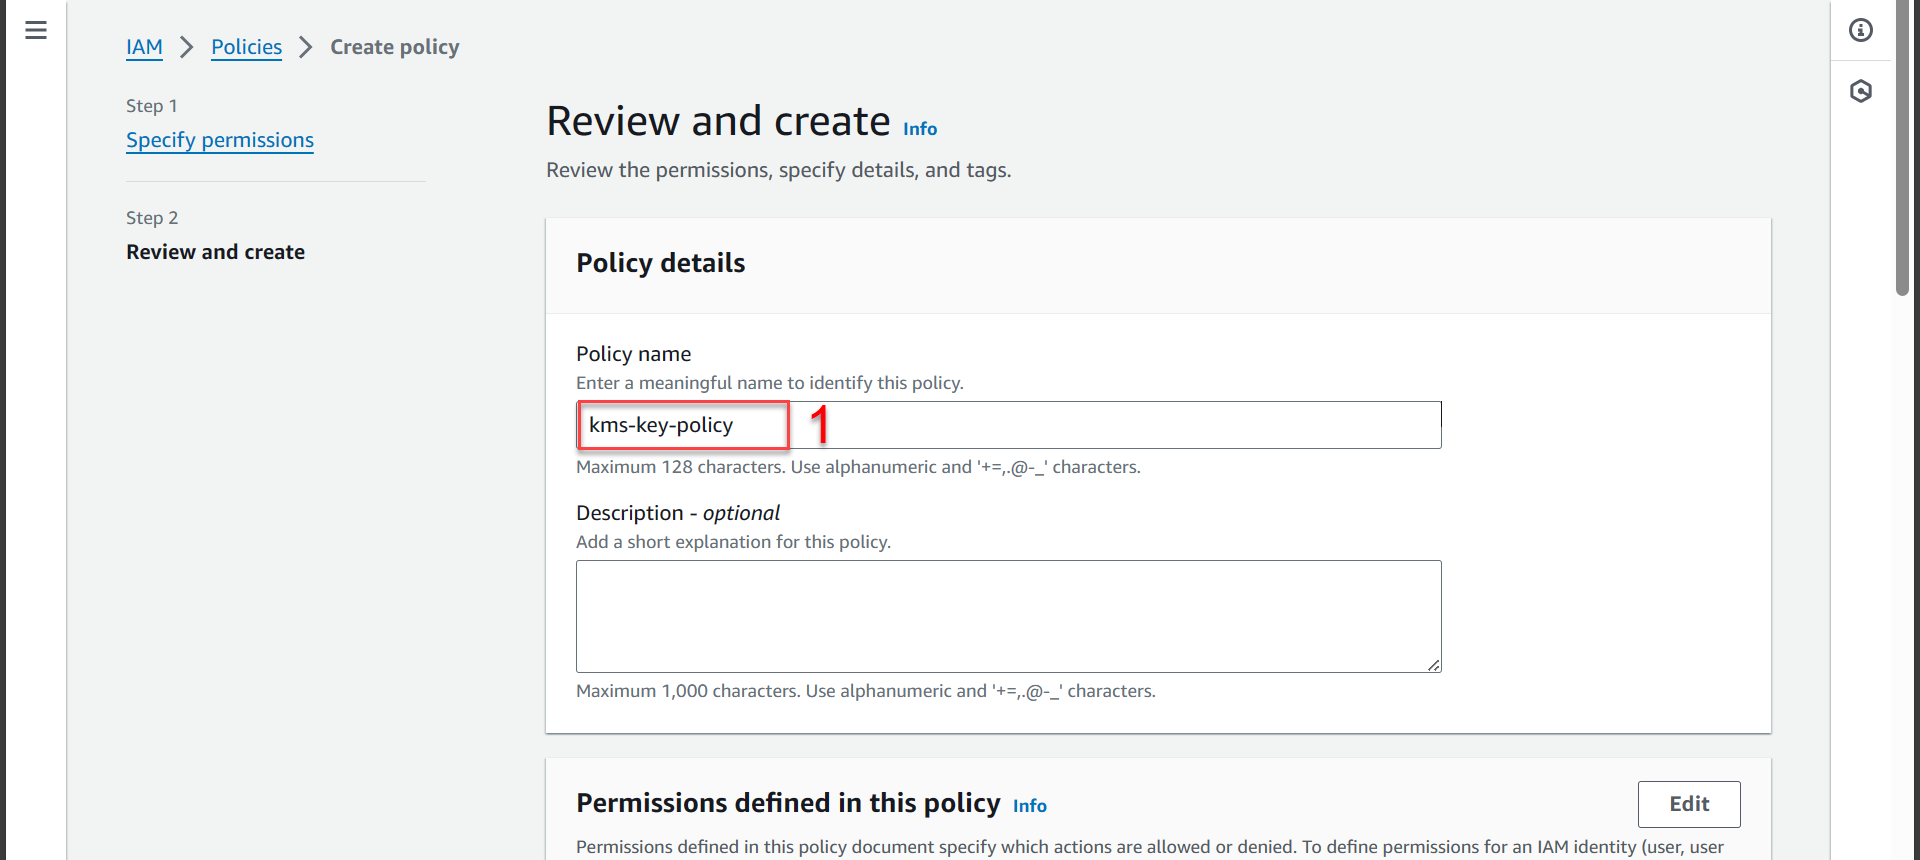 IAM > Policies > Create policy
Step 1
Specify permissions
Step 2
Review and create
Review and create Info
Review the permissions, specify details, and tags.
Policy details
Policy name
Enter a meaningful name to identify this policy.
kms-key-policy 1
Maximum 128 characters. Use alphanumeric and '+=,.@-_' characters.
Description - optional
Add a short explanation for this policy.
Maximum 1,000 characters. Use alphanumeric and '+=,.@-_' characters.
Permissions defined in this policy Info
Edit
Permissions defined in this policy document specify which actions are allowed or denied. To define permissions for an IAM identity (user, user